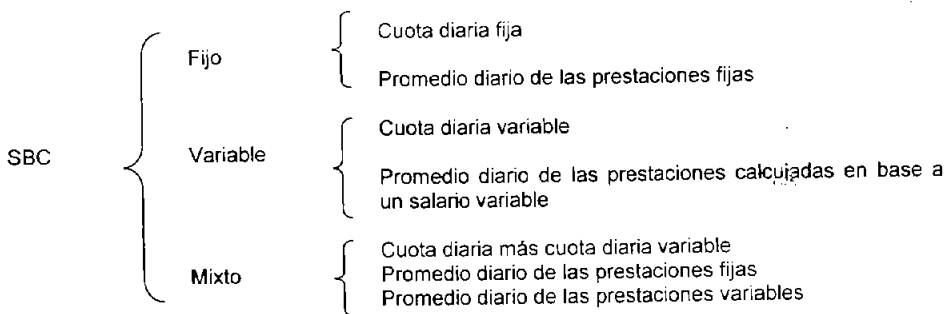 SBC
Fijo
Cuota diaria fija
Promedio diario de las prestaciones fijas
Variable
Cuota diaria variable
Promedio diario de las prestaciones calculadas en base a
un salario variable
Mixto
Cuota diaria más cuota diaria variable
Promedio diario de las prestaciones fijas
Promedio diario de las prestaciones variables